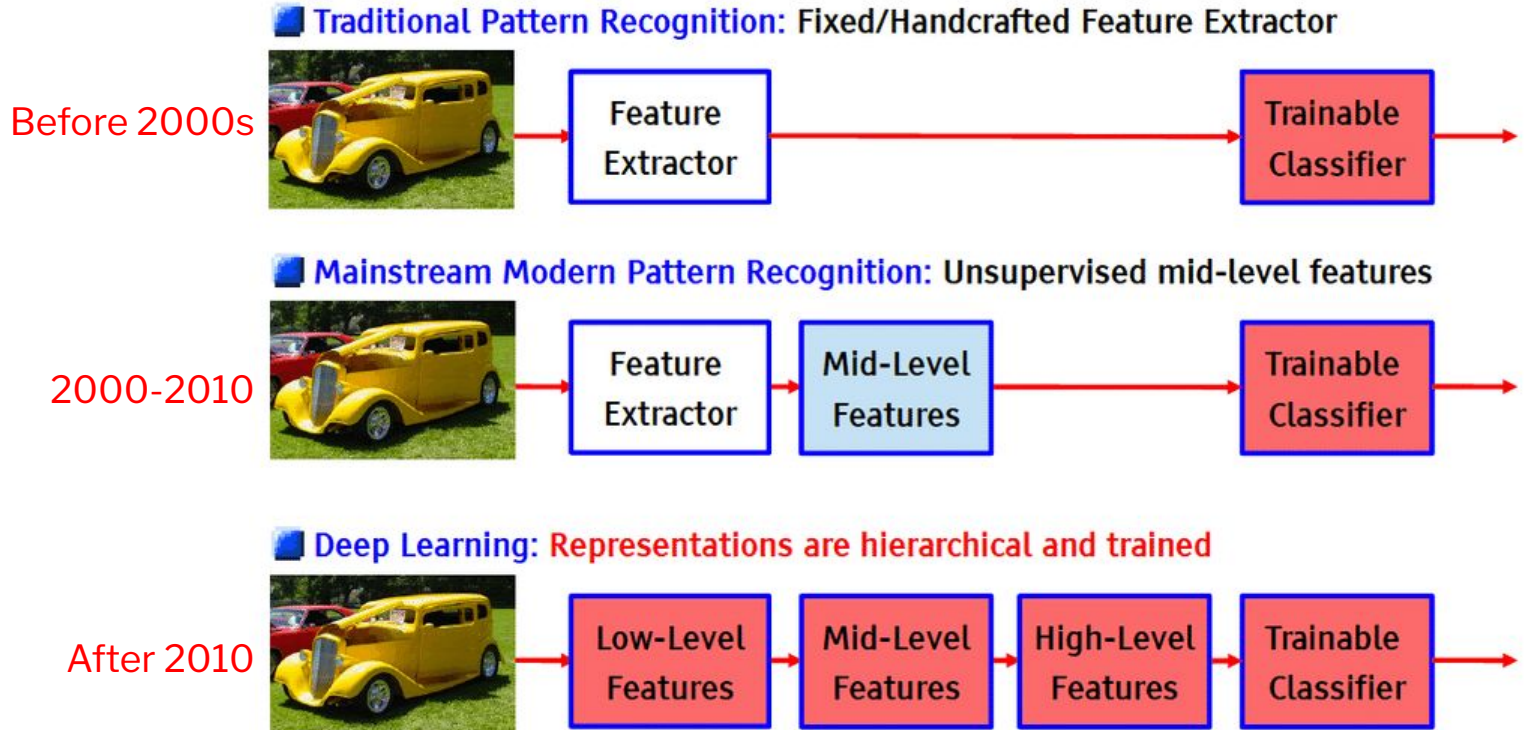 Traditional Pattern Recognition: Fixed/Handcrafted Feature Extractor
Before 2000s
Feature
Extractor
Trainable
Classifier
Mainstream Modern Pattern Recognition: Unsupervised mid-level features
2000-2010
Feature
Extractor
Mid-Level
Features
Trainable
Classifier
Deep Learning: Representations are hierarchical and trained
After 2010
Low-Level
Features
Mid-Level
Features
High-Level
Features
Trainable
Classifier